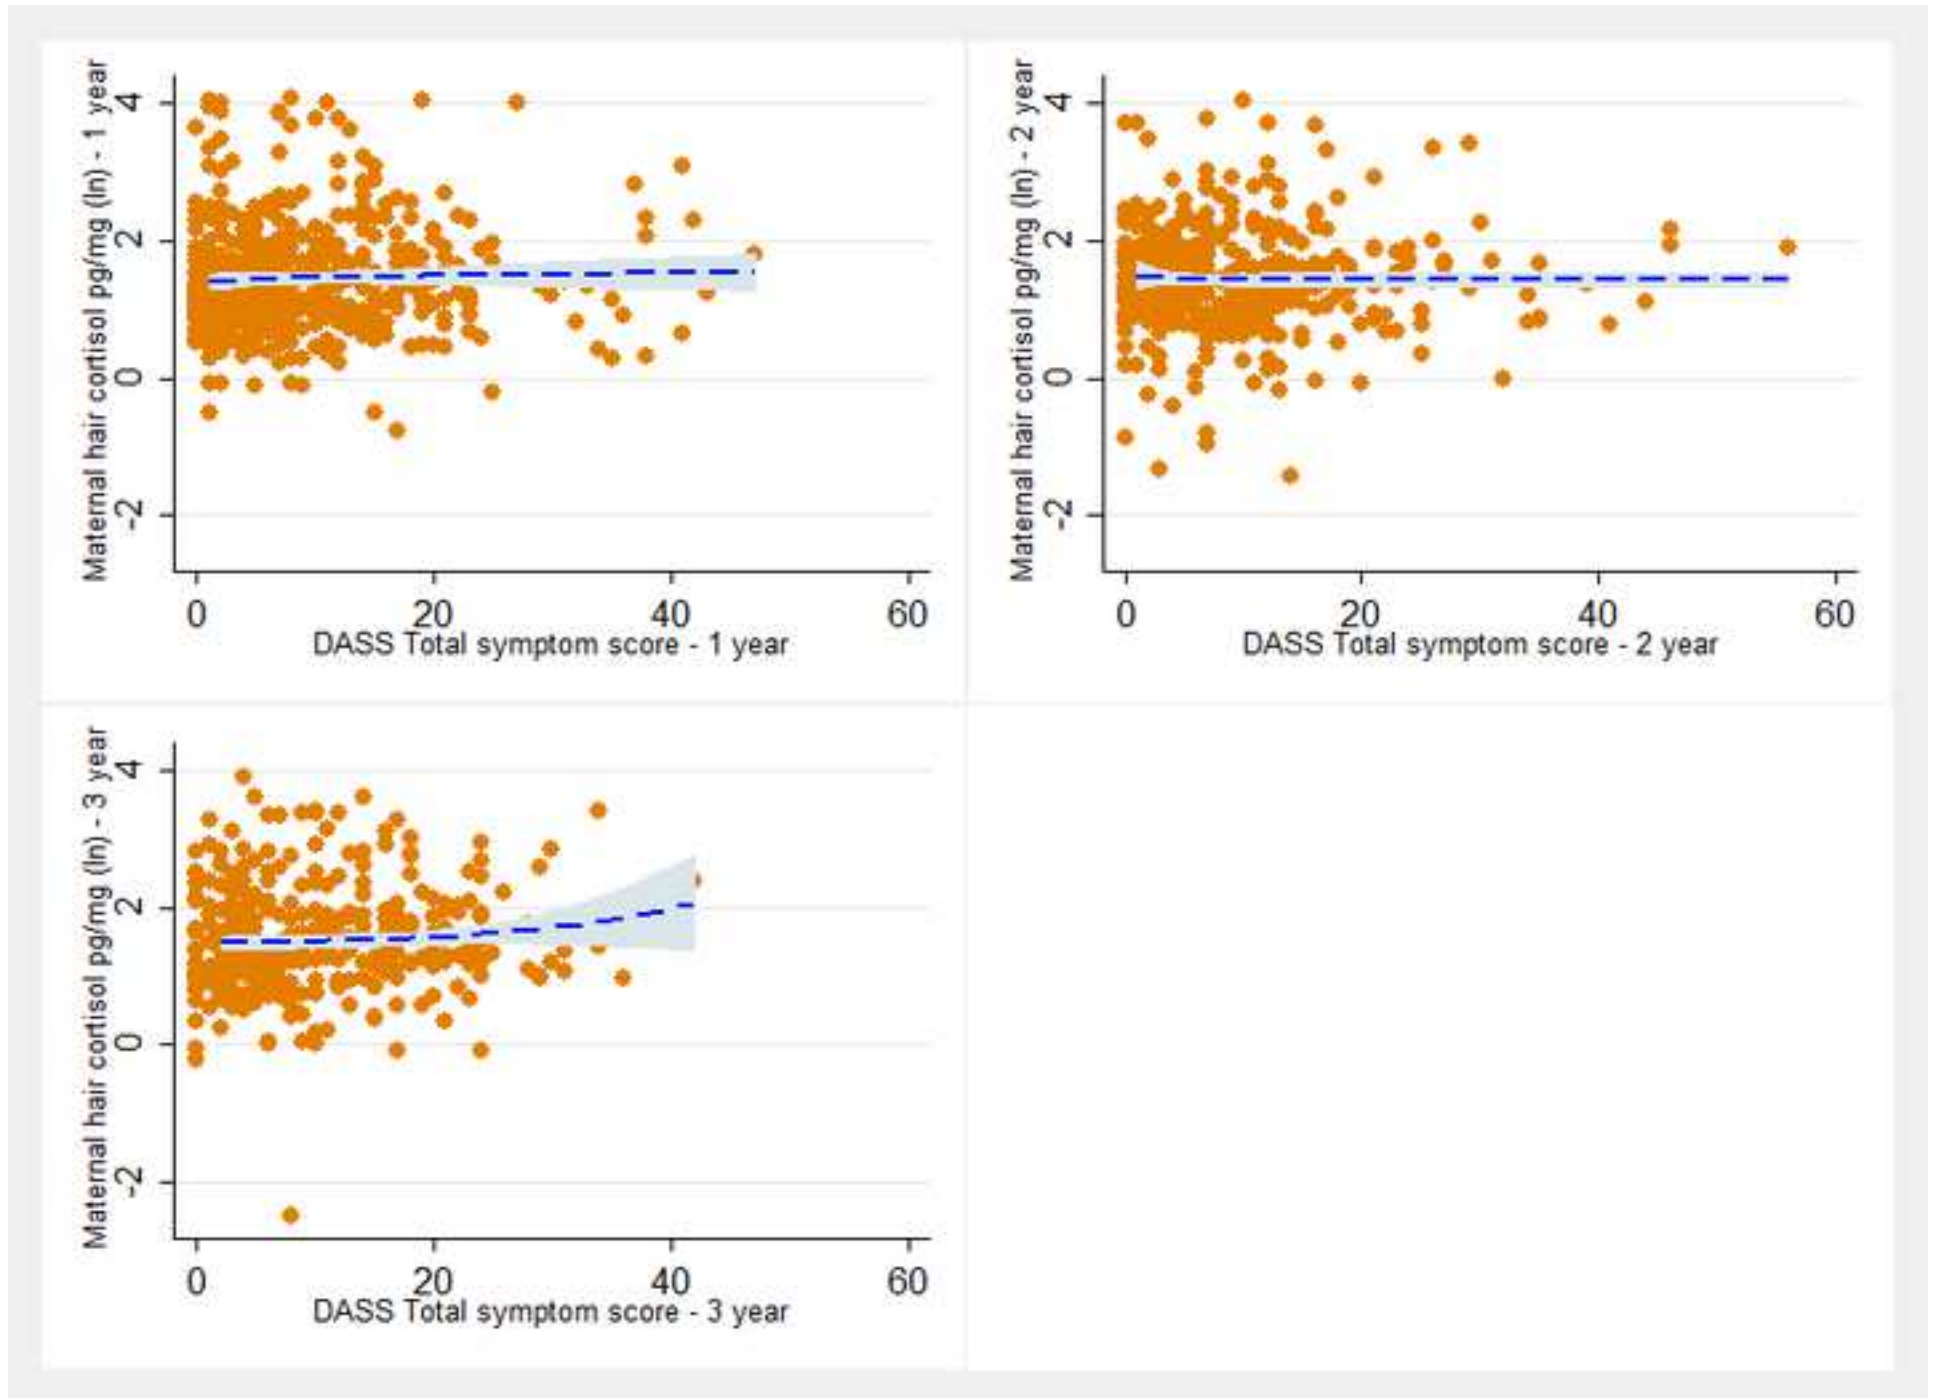 Maternal hair cortisol pg/mg (ln) - 1 year
4
2
0
-2
0 20 40 60
DASS Total symptom score - 1 year
Maternal hair cortisol pg/mg (ln) - 2 year
4
2
0
-2
0 20 40 60
DASS Total symptom score - 2 year
Maternal hair cortisol pg/mg (ln) - 3 year
4
2
0
-2
0 20 40 60
DASS Total symptom score - 3 year